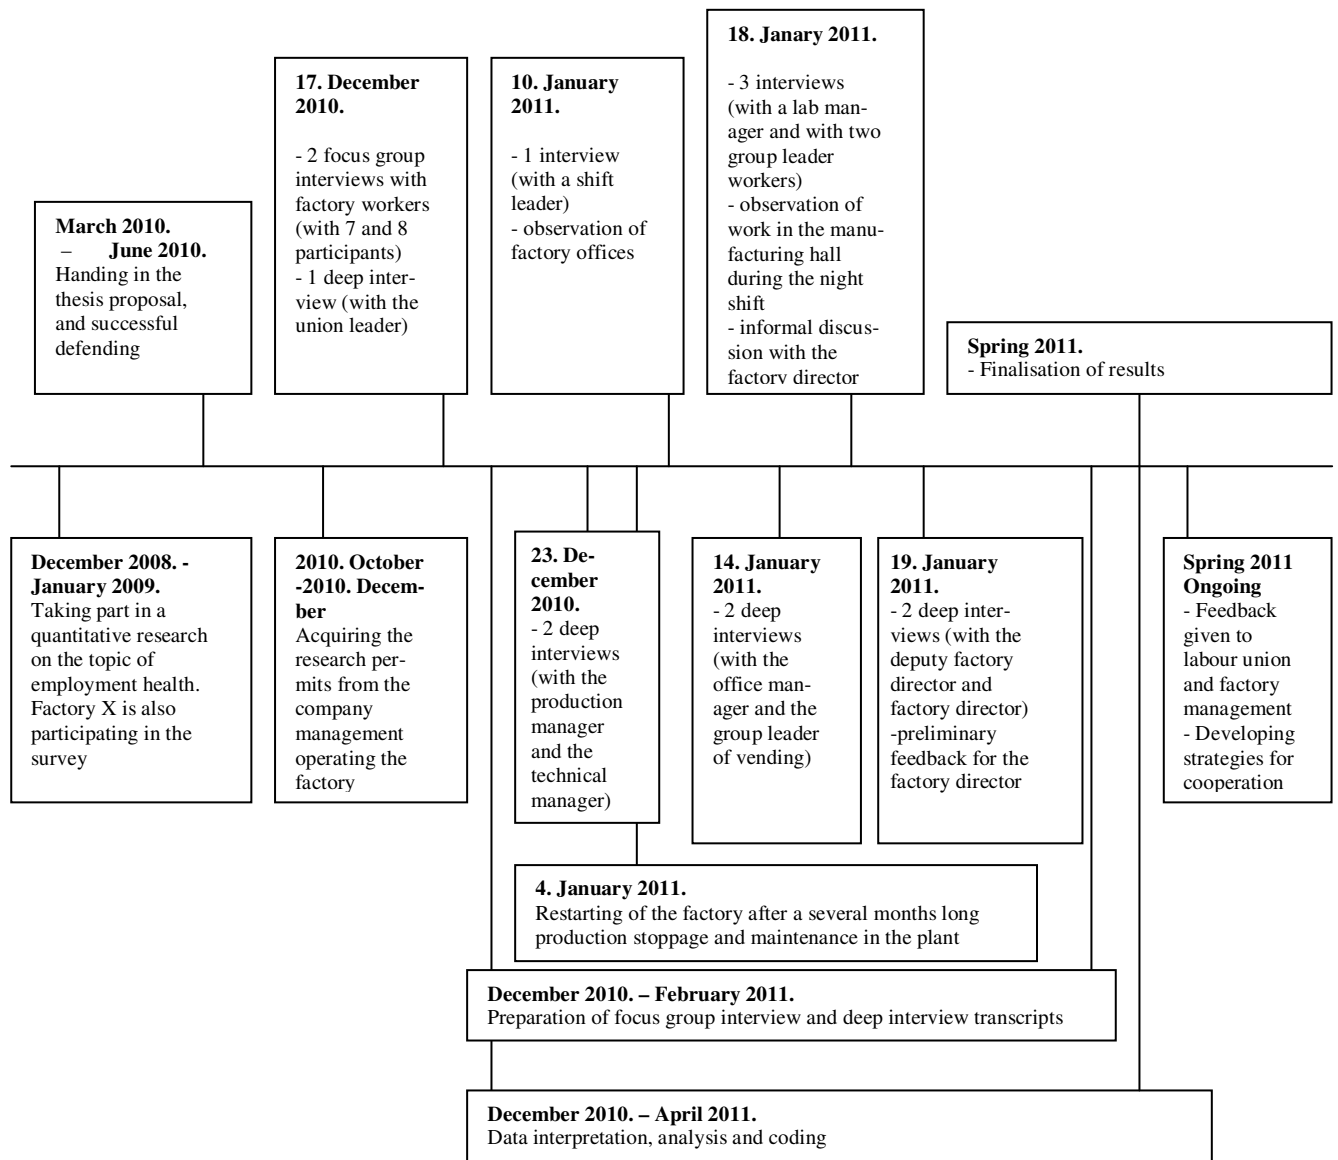 March 2010.
– June 2010.
Handing in the
thesis proposal,
and successful
defending
17. December
2010.
- 2 focus group
interviews with
factory workers
(with 7 and 8
participants)
- 1 deep inter-
view (with the
union leader)
10. January
2011.
- 1 interview
(with a shift
leader)
- observation of
factory offices
18. Janary 2011.
- 3 interviews
(with a lab man-
ager and with two
group leader
workers)
- observation of
work in the manu-
facturing hall
during the night
shift
- informal discus-
sion with the
factory director
Spring 2011.
- Finalisation of results
December 2008. -
January 2009.
Taking part in a
quantitative research
on the topic of
employment health.
Factory X is also
participating in the
survey
2010. October
-2010. Decem-
ber
Acquiring the
research per-
mits from the
company
management
operating the
factory
23. De-
cember
2010.
- 2 deep
interviews
(with the
production
manager
and the
technical
manager)
14. January
2011.
- 2 deep
interviews
(with the
office man-
ager and the
group leader
of vending)
19. January
2011.
- 2 deep inter-
views (with the
deputy factory
director and
factory director)
-preliminary
feedback for the
factory director
Spring 2011
Ongoing
- Feedback
given to
labour union
and factory
management
- Developing
strategies for
cooperation
4. January 2011.
Restarting of the factory after a several months long
production stoppage and maintenance in the plant
December 2010. – February 2011.
Preparation of focus group interview and deep interview transcripts
December 2010. – April 2011.
Data interpretation, analysis and coding